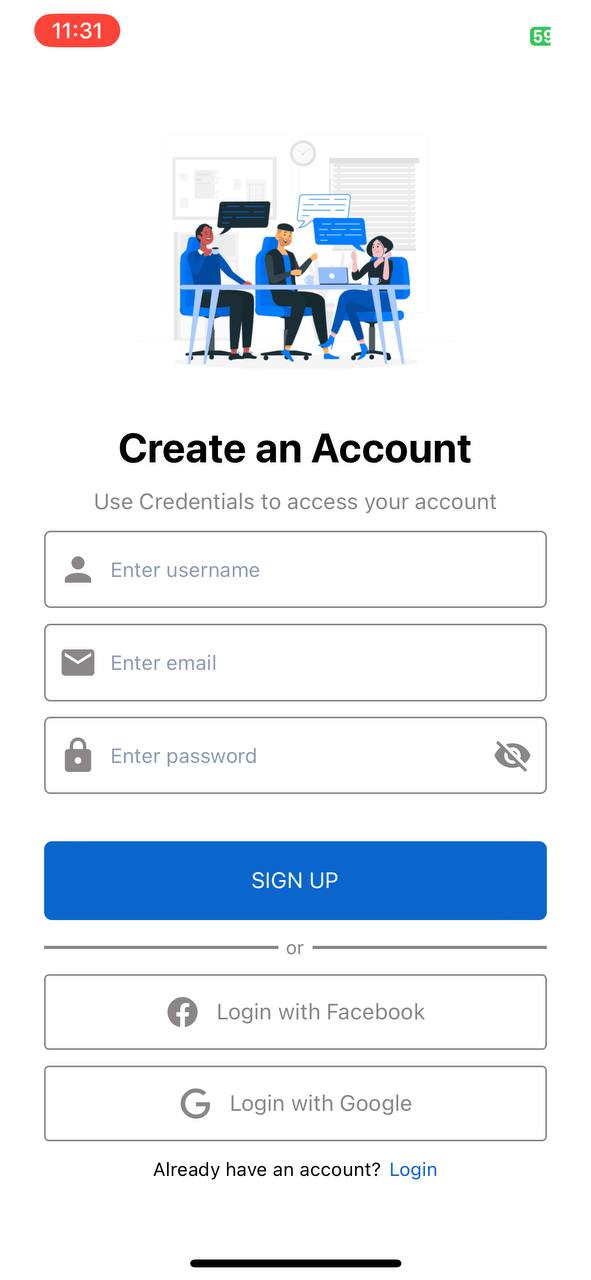 11:31
59
Create an Account
Use Credentials to access your account
Enter username
Enter email
Enter password
SIGN UP
or
Login with Facebook
Login with Google
Already have an account? Login